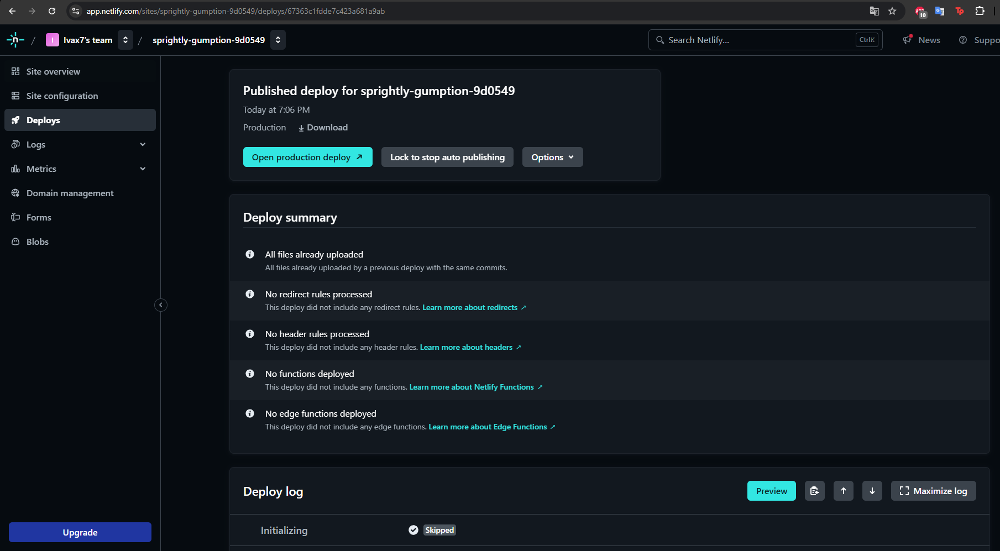 app.netlify.com/sites/sprightly-gumption-9d0549/deploys/67363c1fdde7c423a681a9ab
10
Tp
/ I Ivax7's team / sprightly-gumption-9d0549
Search Netlify... CtrlK
News
Suppo
Site overview
Site configuration
Deploys
Logs
Metrics
Domain management
Forms
Blobs
Upgrade
Published deploy for sprightly-gumption-9d0549
Today at 7:06 PM
Production Download
Open production deploy Lock to stop auto publishing Options
Deploy summary
All files already uploaded
All files already uploaded by a previous deploy with the same commits.
No redirect rules processed
This deploy did not include any redirect rules. Learn more about redirects
No header rules processed
This deploy did not include any header rules. Learn more about headers
No functions deployed
This deploy did not include any functions. Learn more about Netlify Functions
No edge functions deployed
This deploy did not include any edge functions. Learn more about Edge Functions
Deploy log Preview Maximize log
Initializing Skipped